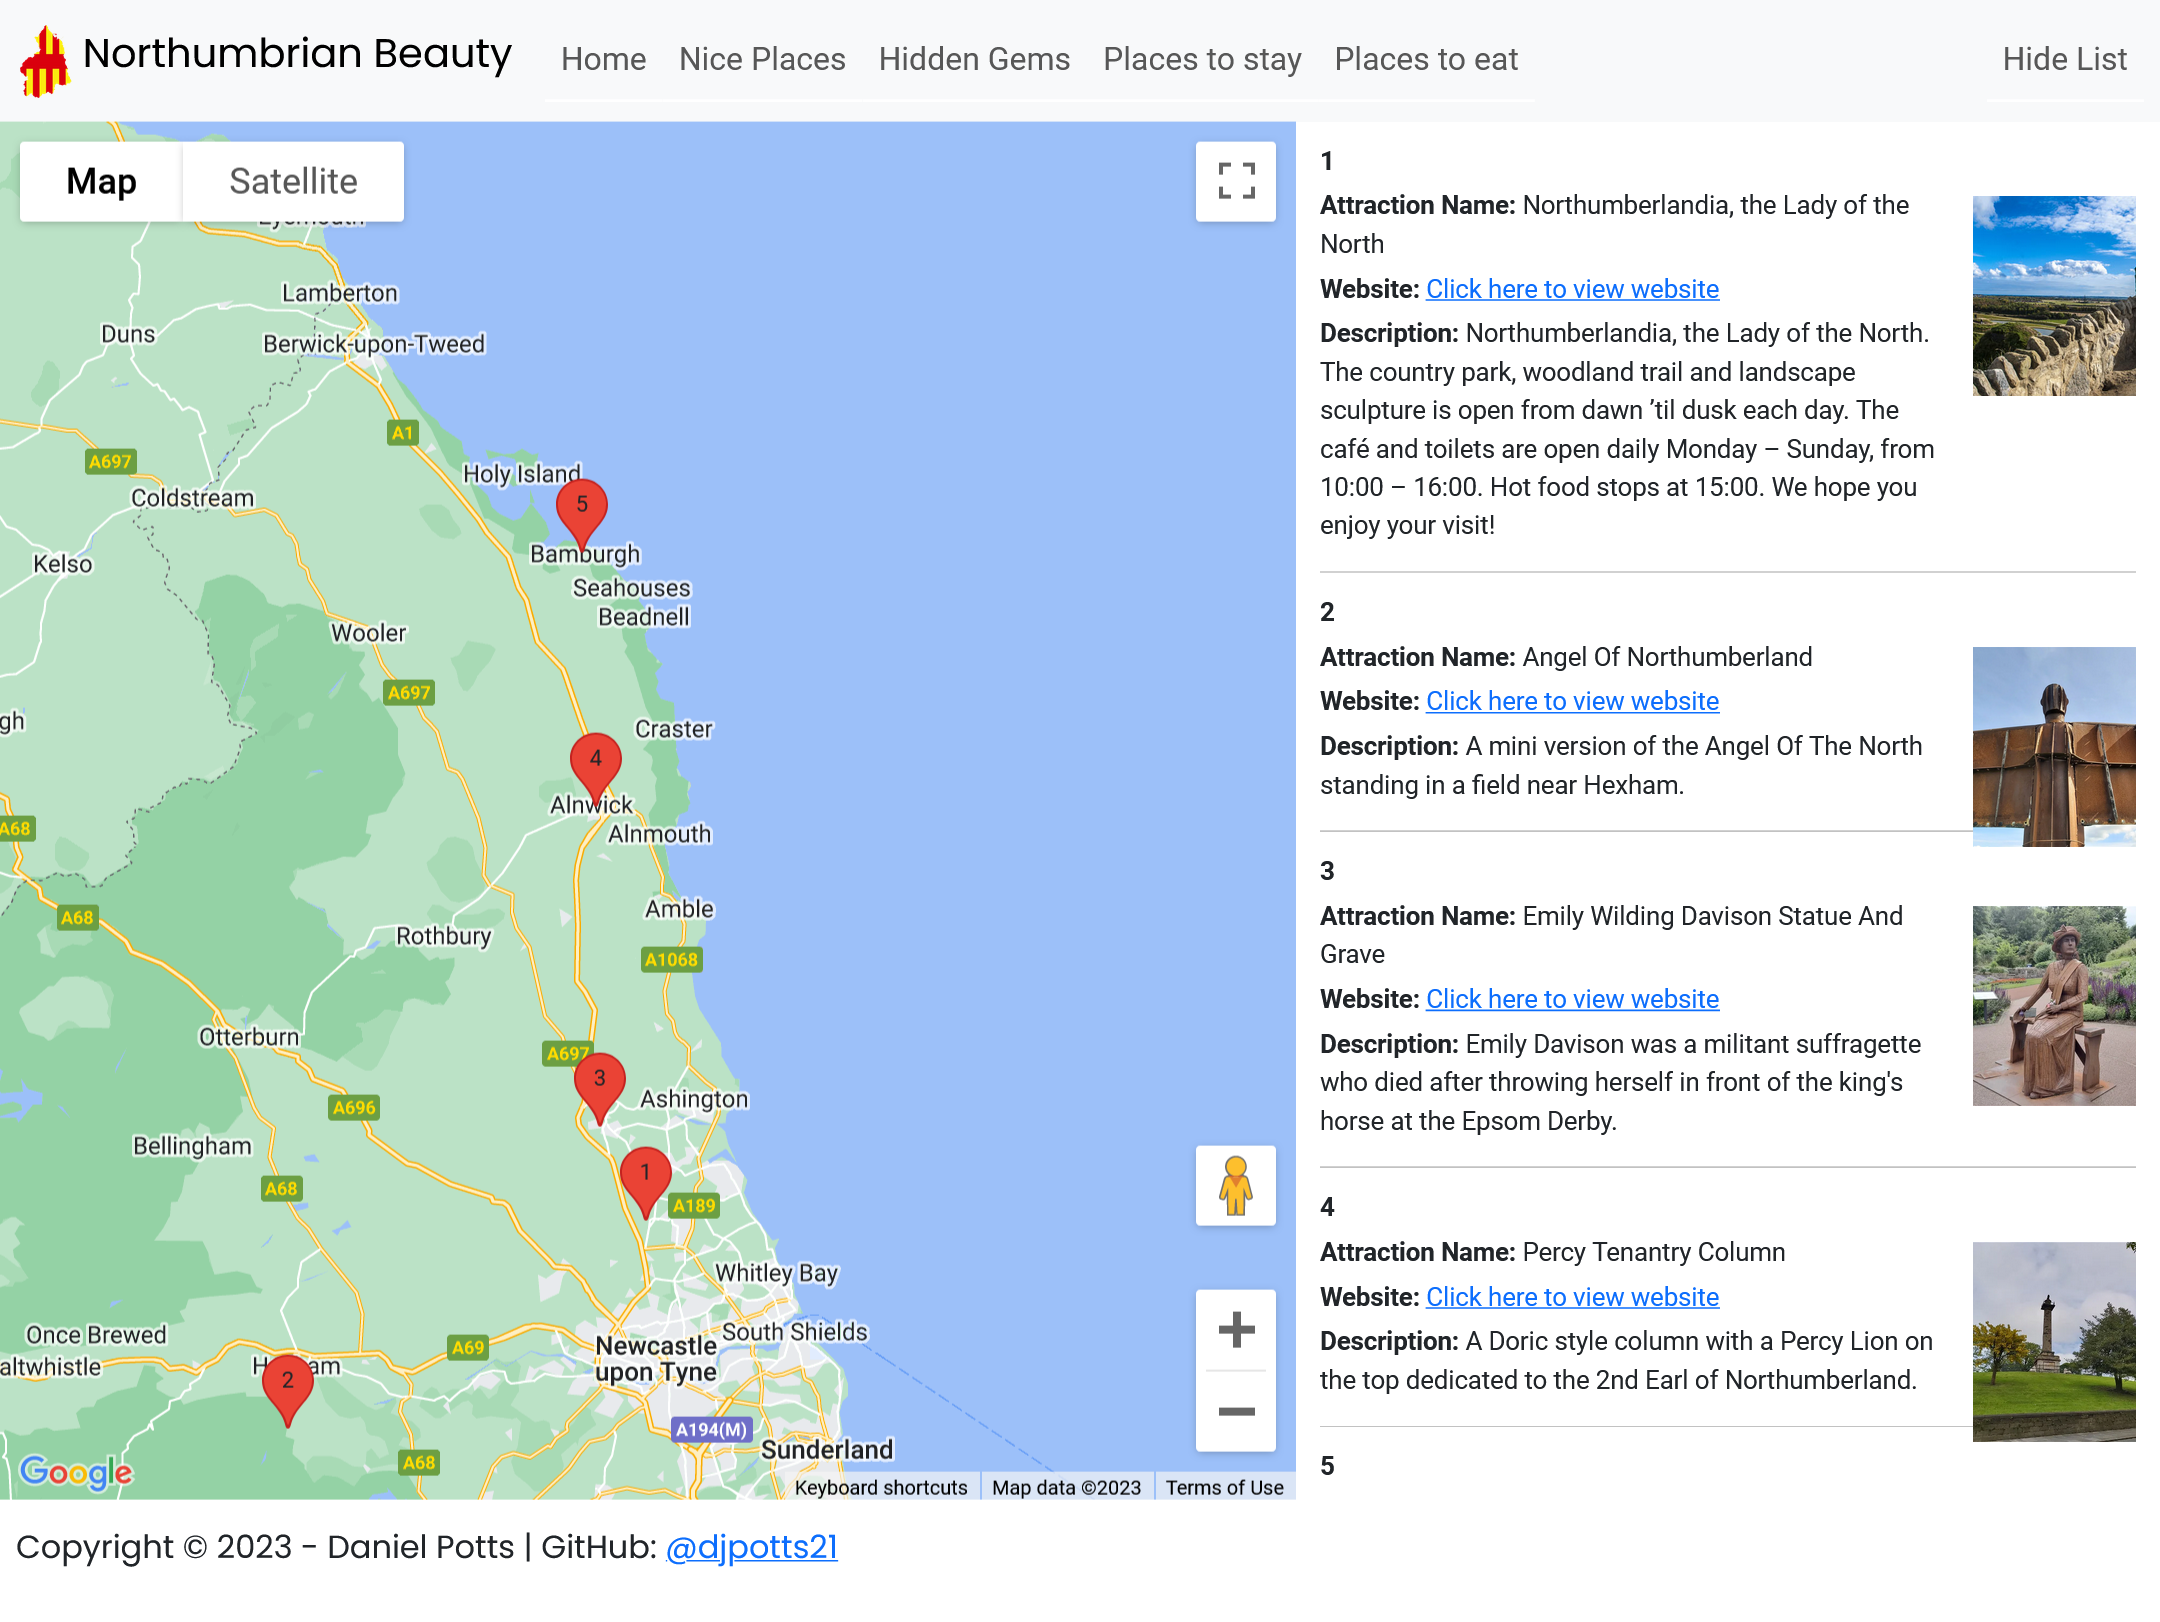 Northumbrian Beauty
Home Nice Places Hidden Gems Places to stay Places to eat
Hide List
Map Satellite
Lamberton
Duns
Berwick-upon-Tweed
A1
A697
Holy Island
Coldstream
5
Bamburgh
Kelso
Seahouses
Beadnell
Wooler
A697
gh
Craster
4
Alnwick
A68
Alnmouth
Amble
A68
Rothbury
A1068
Otterburn
A697
3
Ashington
A696
Bellingham
1
A68
A189
Whitley Bay
Once Brewed
South Shields
A69
Newcastle
upon Tyne
altwhistle
H am
2
A194(M)
Sunderland
A68
Google
Keyboard shortcuts Map data ©2023 Terms of Use
1
Attraction Name: Northumberlandia, the Lady of the
North
Website: Click here to view website
Description: Northumberlandia, the Lady of the North.
The country park, woodland trail and landscape
sculpture is open from dawn ’til dusk each day. The
café and toilets are open daily Monday – Sunday, from
10:00 – 16:00. Hot food stops at 15:00. We hope you
enjoy your visit!
2
Attraction Name: Angel Of Northumberland
Website: Click here to view website
Description: A mini version of the Angel Of The North
standing in a field near Hexham.
3
Attraction Name: Emily Wilding Davison Statue And
Grave
Website: Click here to view website
Description: Emily Davison was a militant suffragette
who died after throwing herself in front of the king's
horse at the Epsom Derby.
4
Attraction Name: Percy Tenantry Column
Website: Click here to view website
Description: A Doric style column with a Percy Lion on
the top dedicated to the 2nd Earl of Northumberland.
5
Copyright © 2023 - Daniel Potts | GitHub: @djpotts21